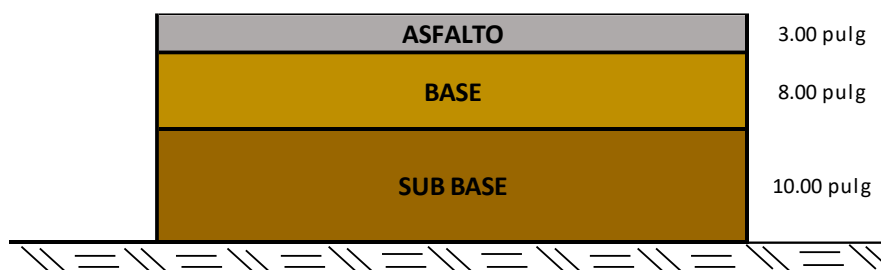 ASFALTO 3.00 pulg
BASE 8.00 pulg
SUB BASE 10.00 pulg